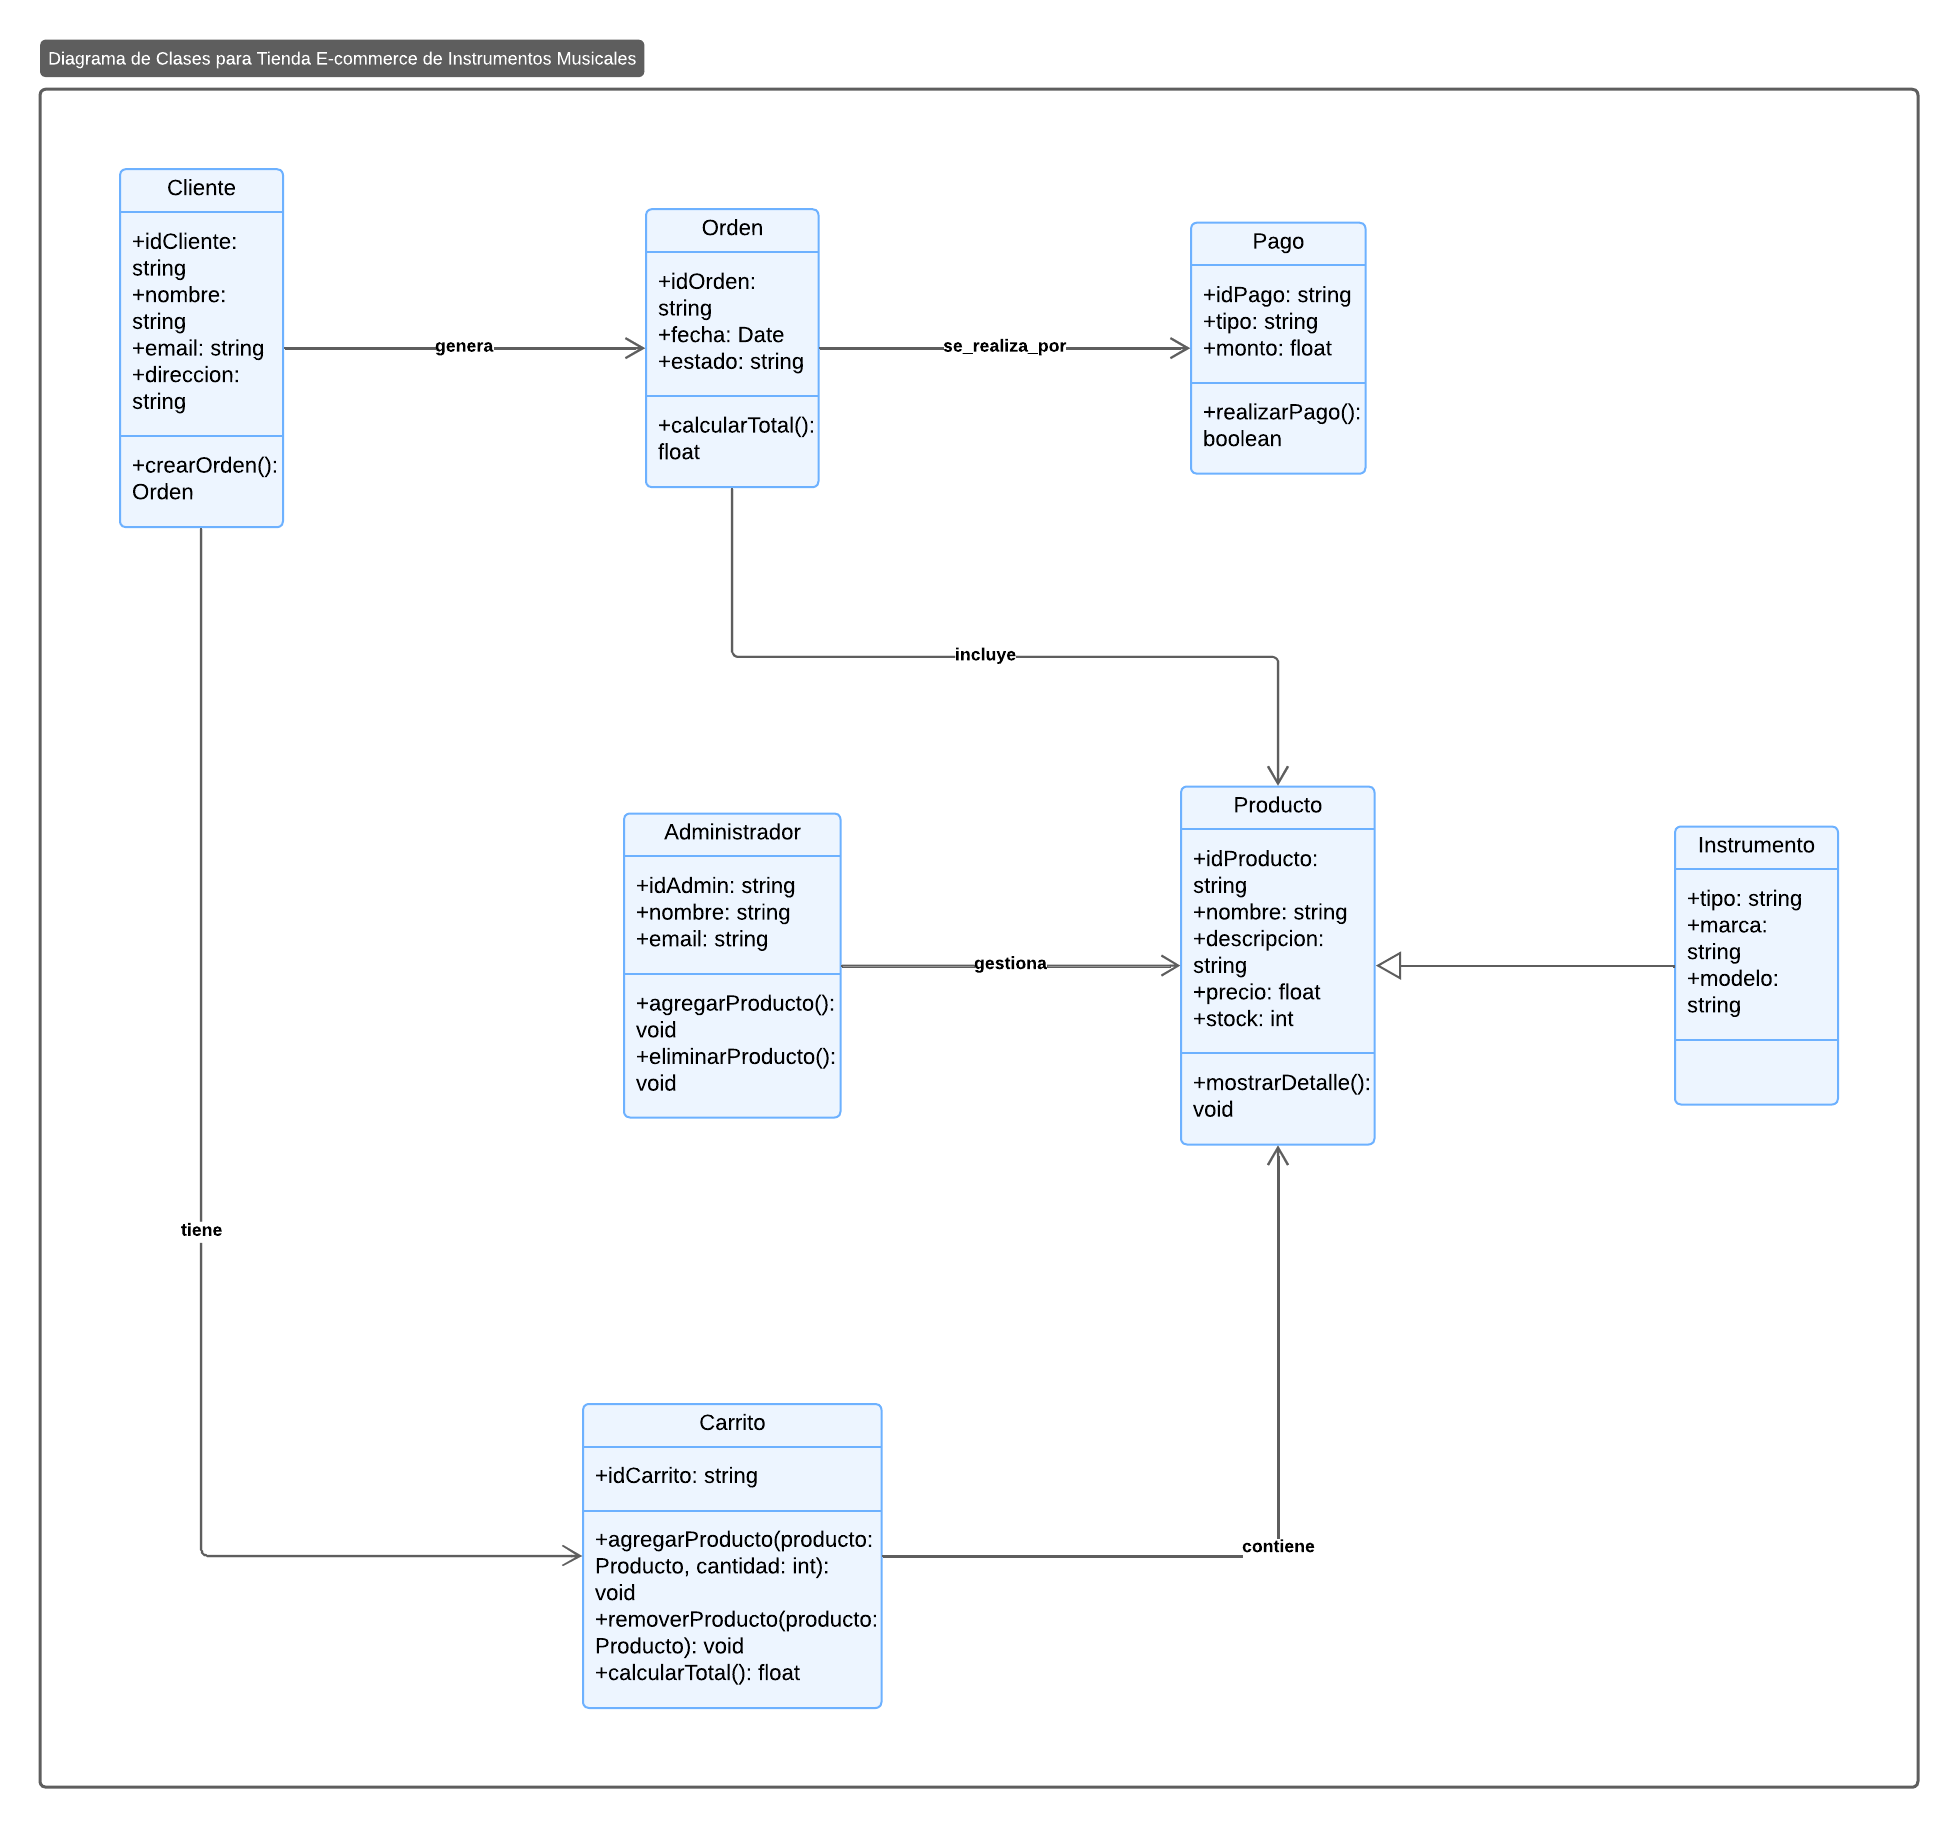 Diagrama de Clases para Tienda E-commerce de Instrumentos Musicales
Cliente
+idCliente:
string
+nombre:
string
+email: string
+direccion:
string
+crearOrden():
Orden
genera
Orden
+idOrden:
string
+fecha: Date
+estado: string
+calcularTotal():
float
se_realiza_por
Pago
+idPago: string
+tipo: string
+monto: float
+realizarPago():
boolean
incluye
Administrador
+idAdmin: string
+nombre: string
+email: string
+agregarProducto():
void
+eliminarProducto():
void
gestiona
Producto
+idProducto:
string
+nombre: string
+descripcion:
string
+precio: float
+stock: int
+mostrarDetalle():
void
Instrumento
+tipo: string
+marca:
string
+modelo:
string
tiene
Carrito
+idCarrito: string
+agregarProducto(producto:
Producto, cantidad: int):
void
+removerProducto(producto:
Producto): void
+calcularTotal(): float
contiene